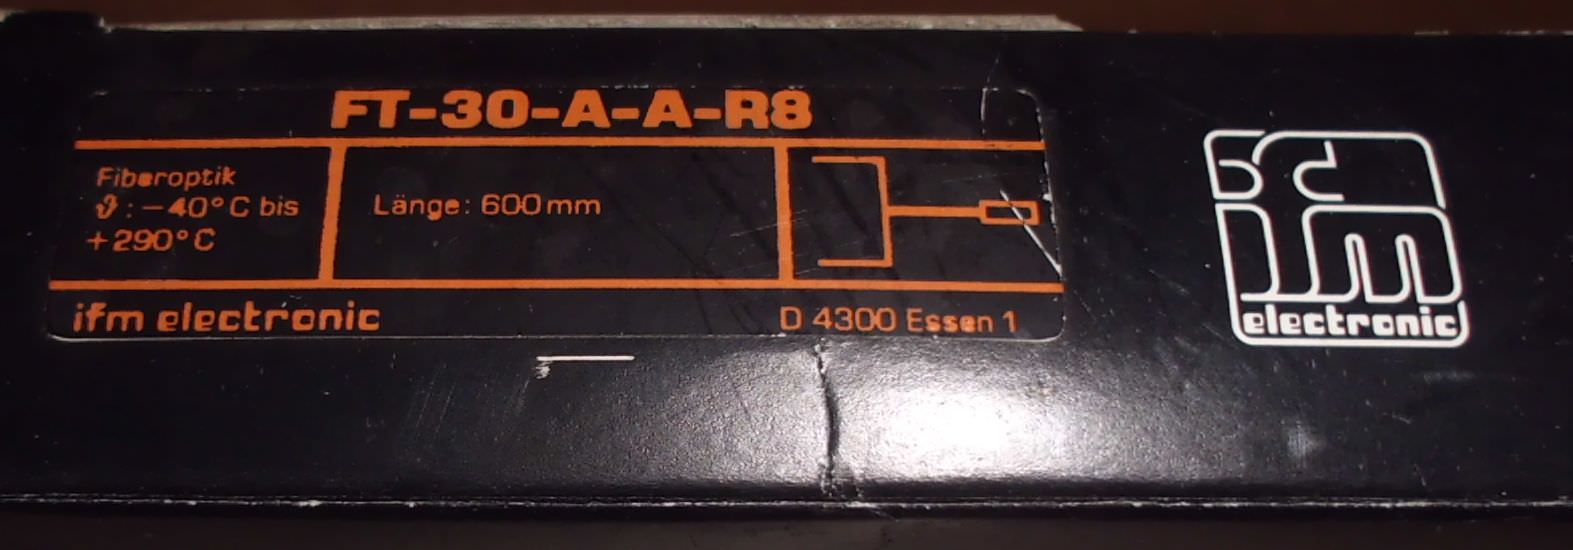 FT-30-A-A-R8
Fiberoptik
ϑ: −40°C bis
+290°C
Länge: 600mm
ifm electronic
D 4300 Essen 1
ifm
electronic